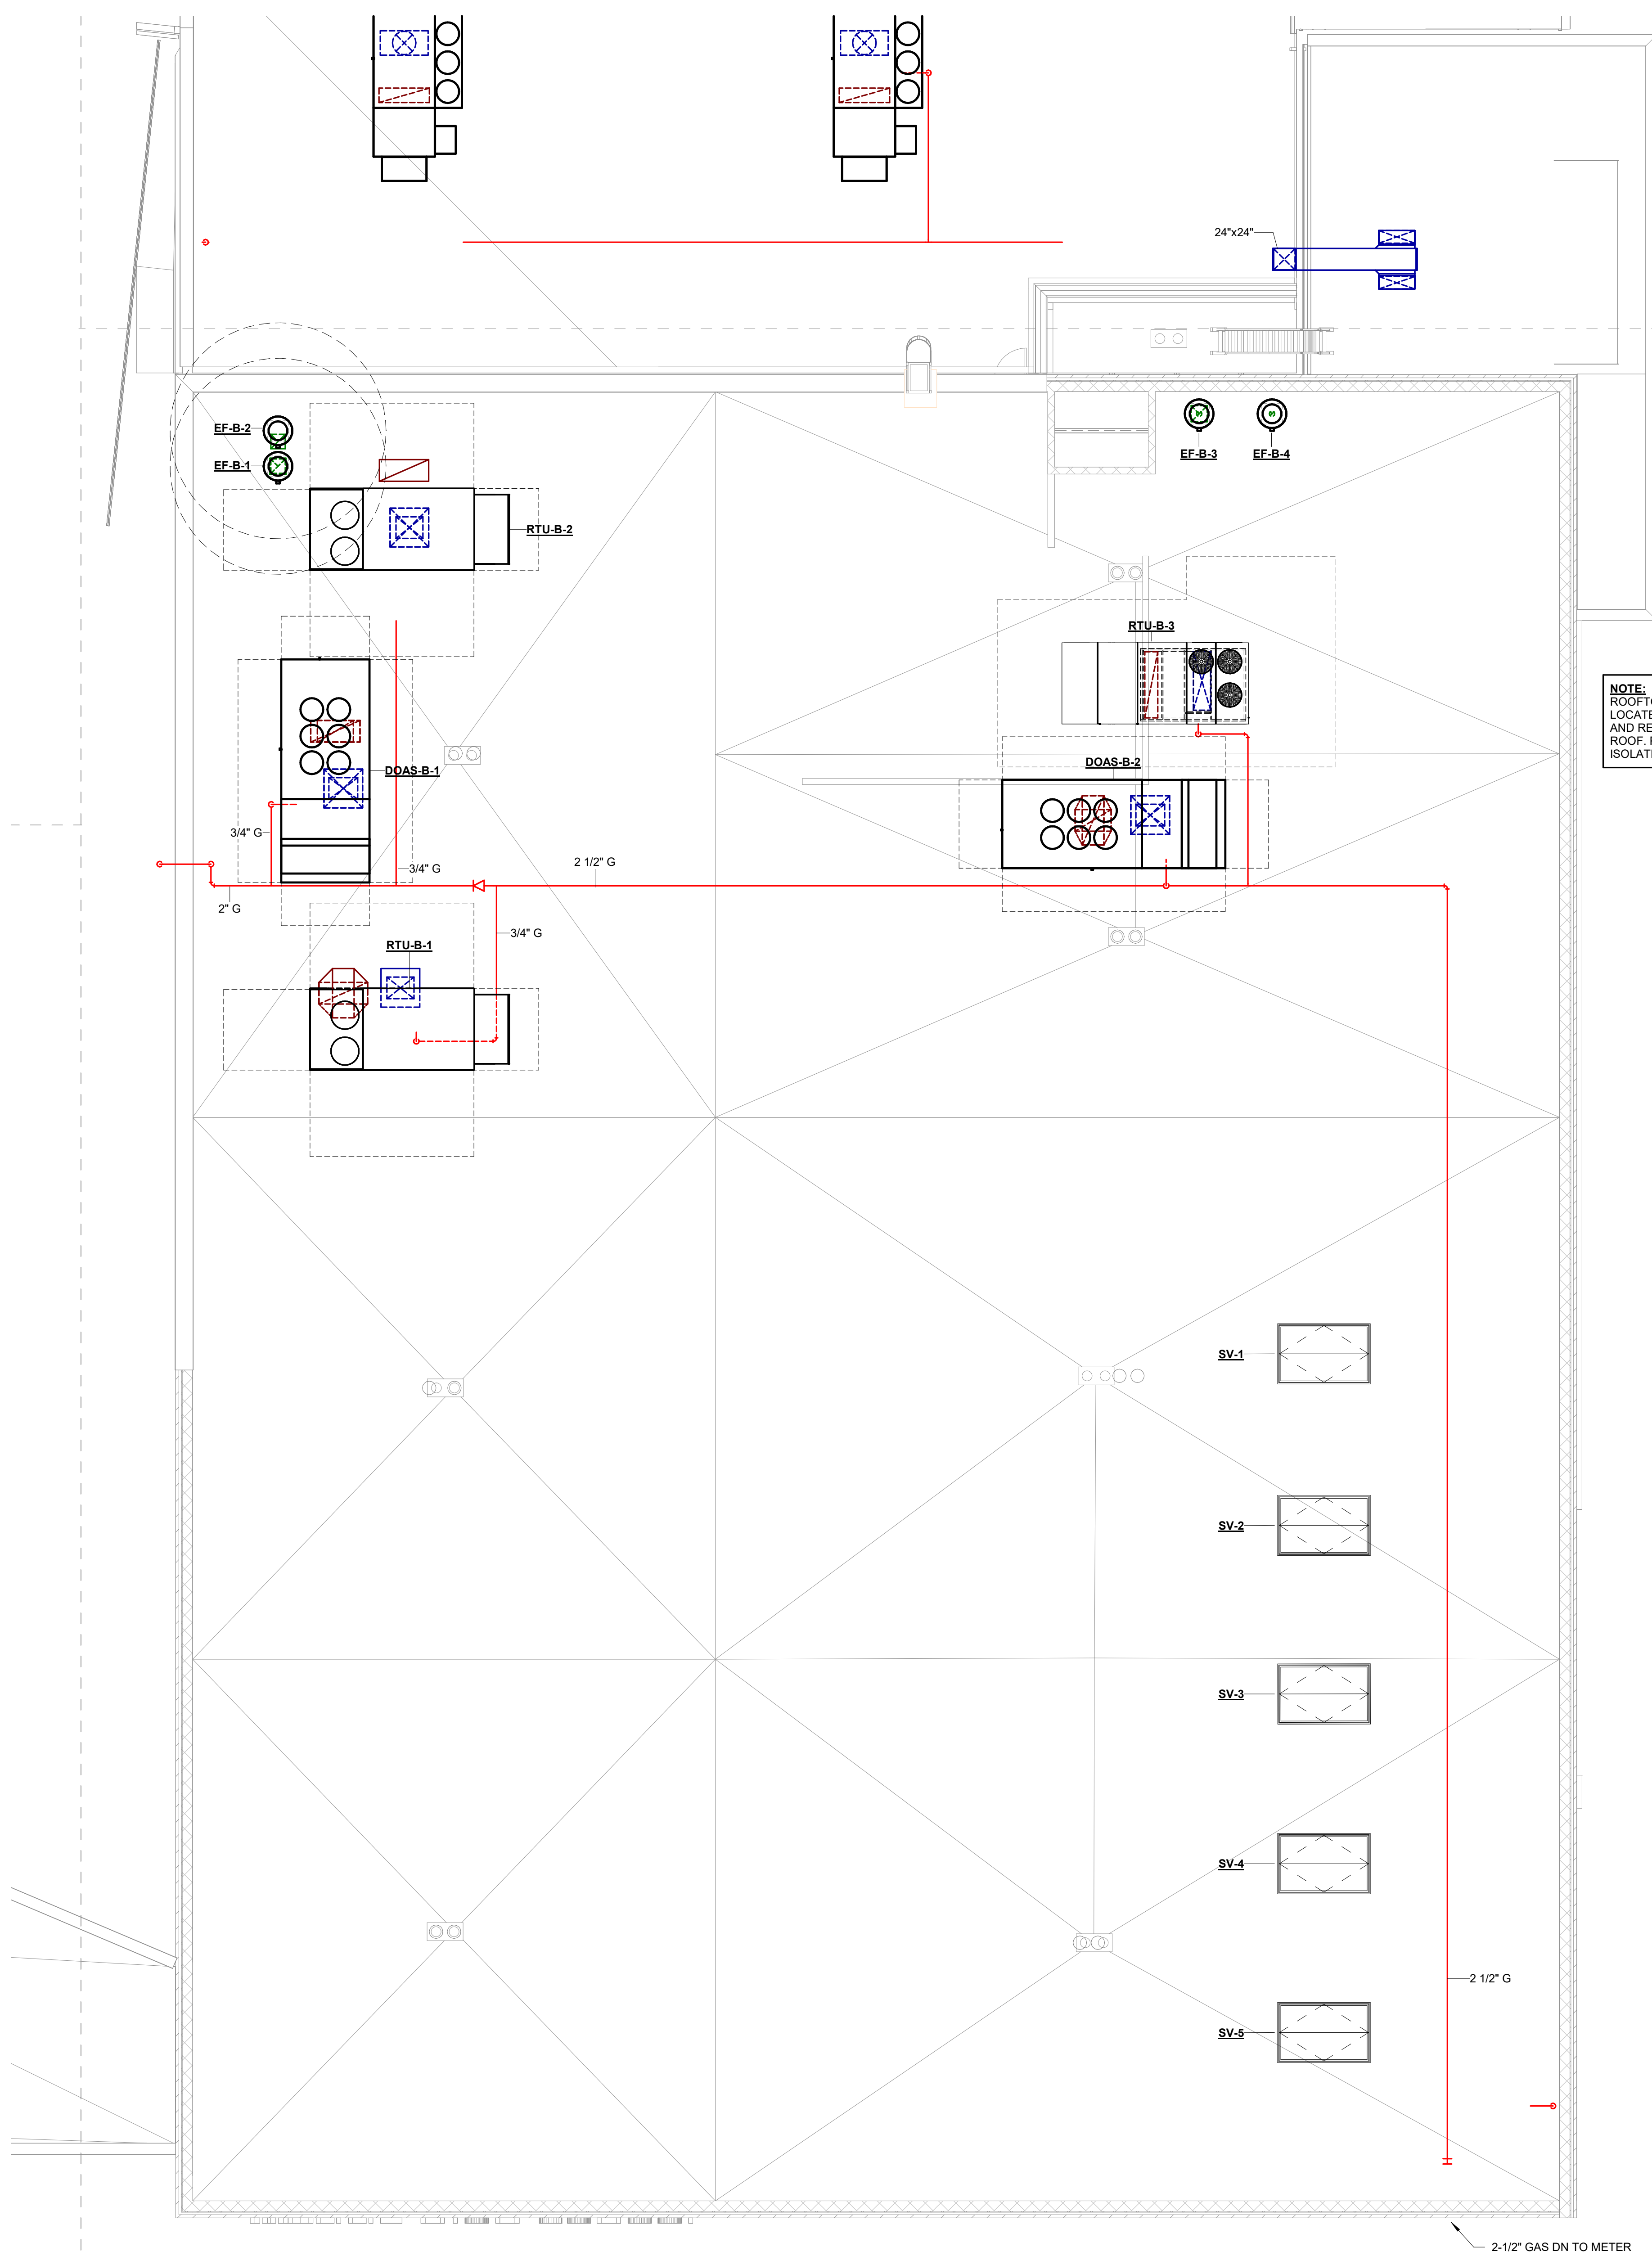 24"x24"
EF-B-2
EF-B-1
EF-B-3
EF-B-4
RTU-B-2
RTU-B-3
NOTE:
DOAS-B-1
DOAS-B-2
LOCATE
AND RE
ROOF.
3/4" G
3/4" G
2 1/2" G
2" G
3/4" G
RTU-B-1
SV-1
SV-2
SV-3
SV-4
2 1/2" G
SV-5
2-1/2" GAS DN TO METER